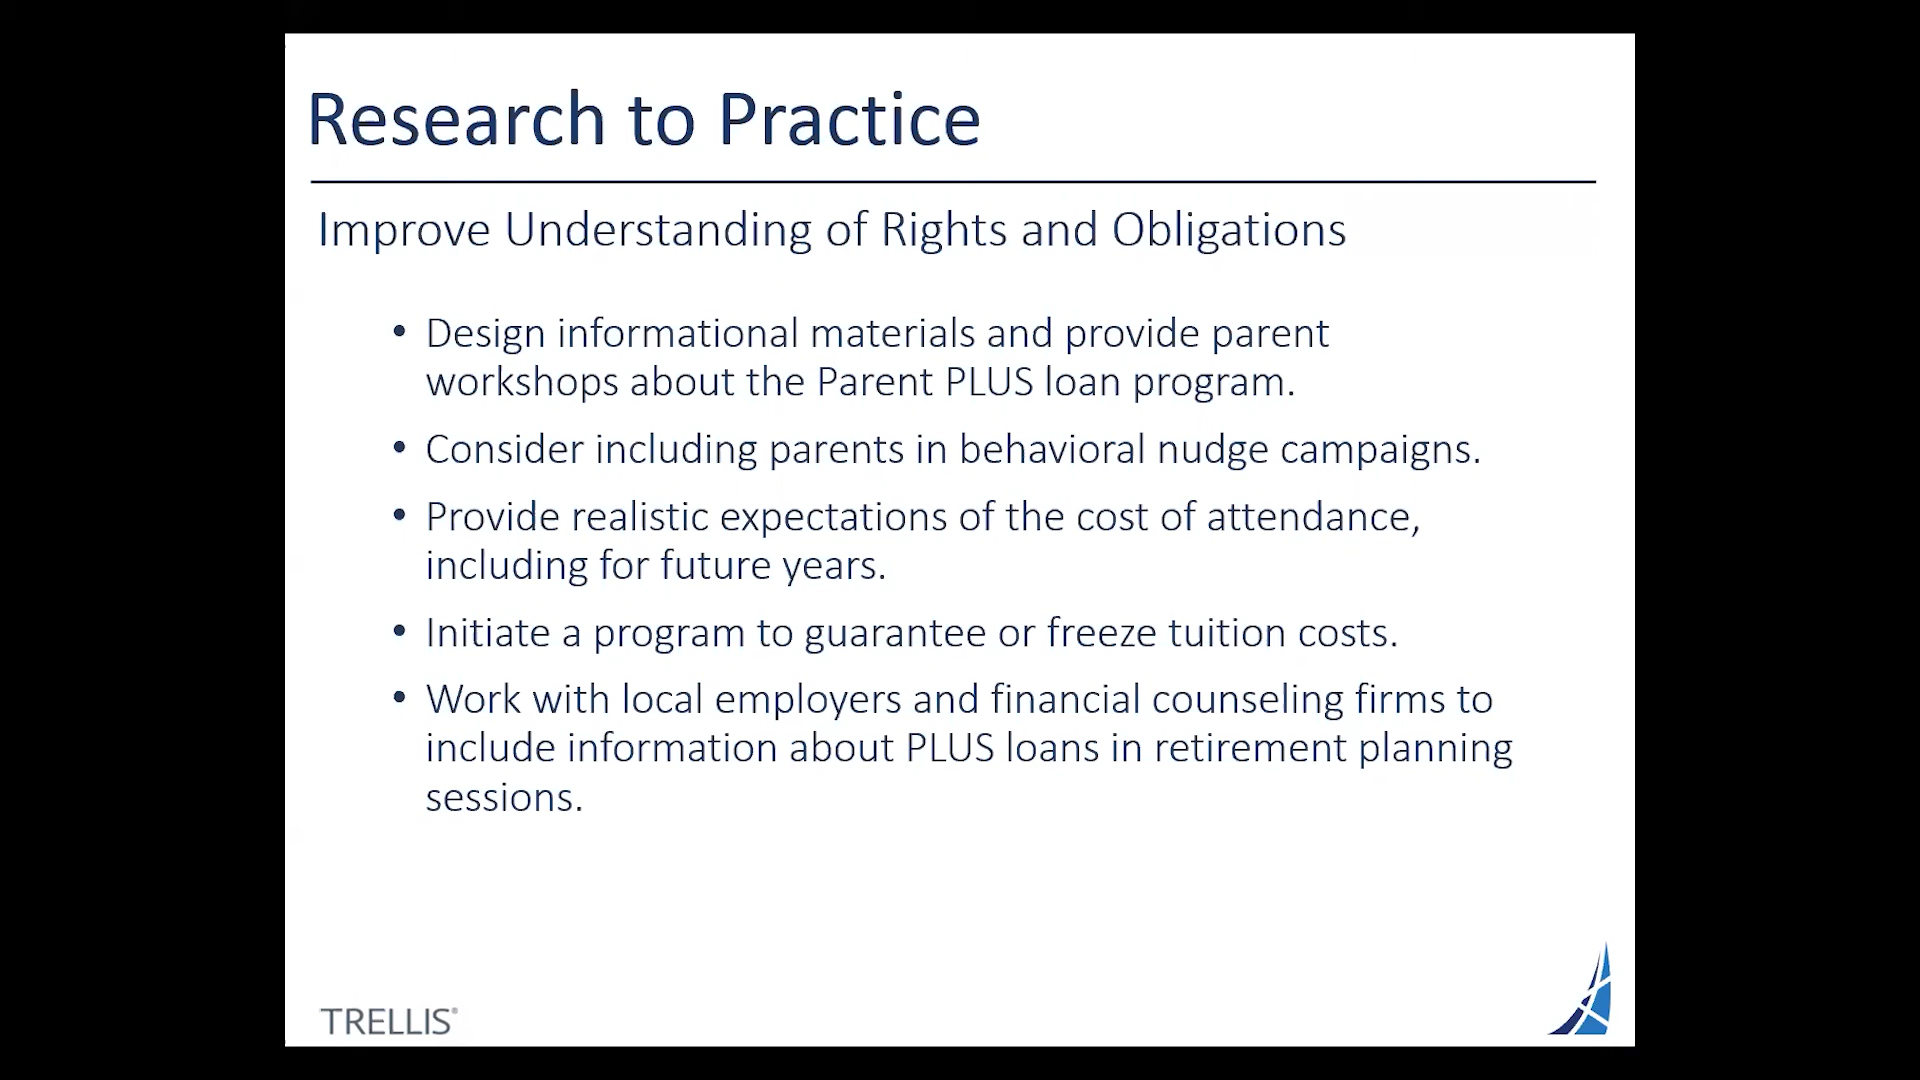 Research to Practice
Improve Understanding of Rights and Obligations
• Design informational materials and provide parent
workshops about the Parent PLUS loan program.
• Consider including parents in behavioral nudge campaigns.
• Provide realistic expectations of the cost of attendance,
including for future years.
• Initiate a program to guarantee or freeze tuition costs.
• Work with local employers and financial counseling firms to
include information about PLUS loans in retirement planning
sessions.
TRELLIS®